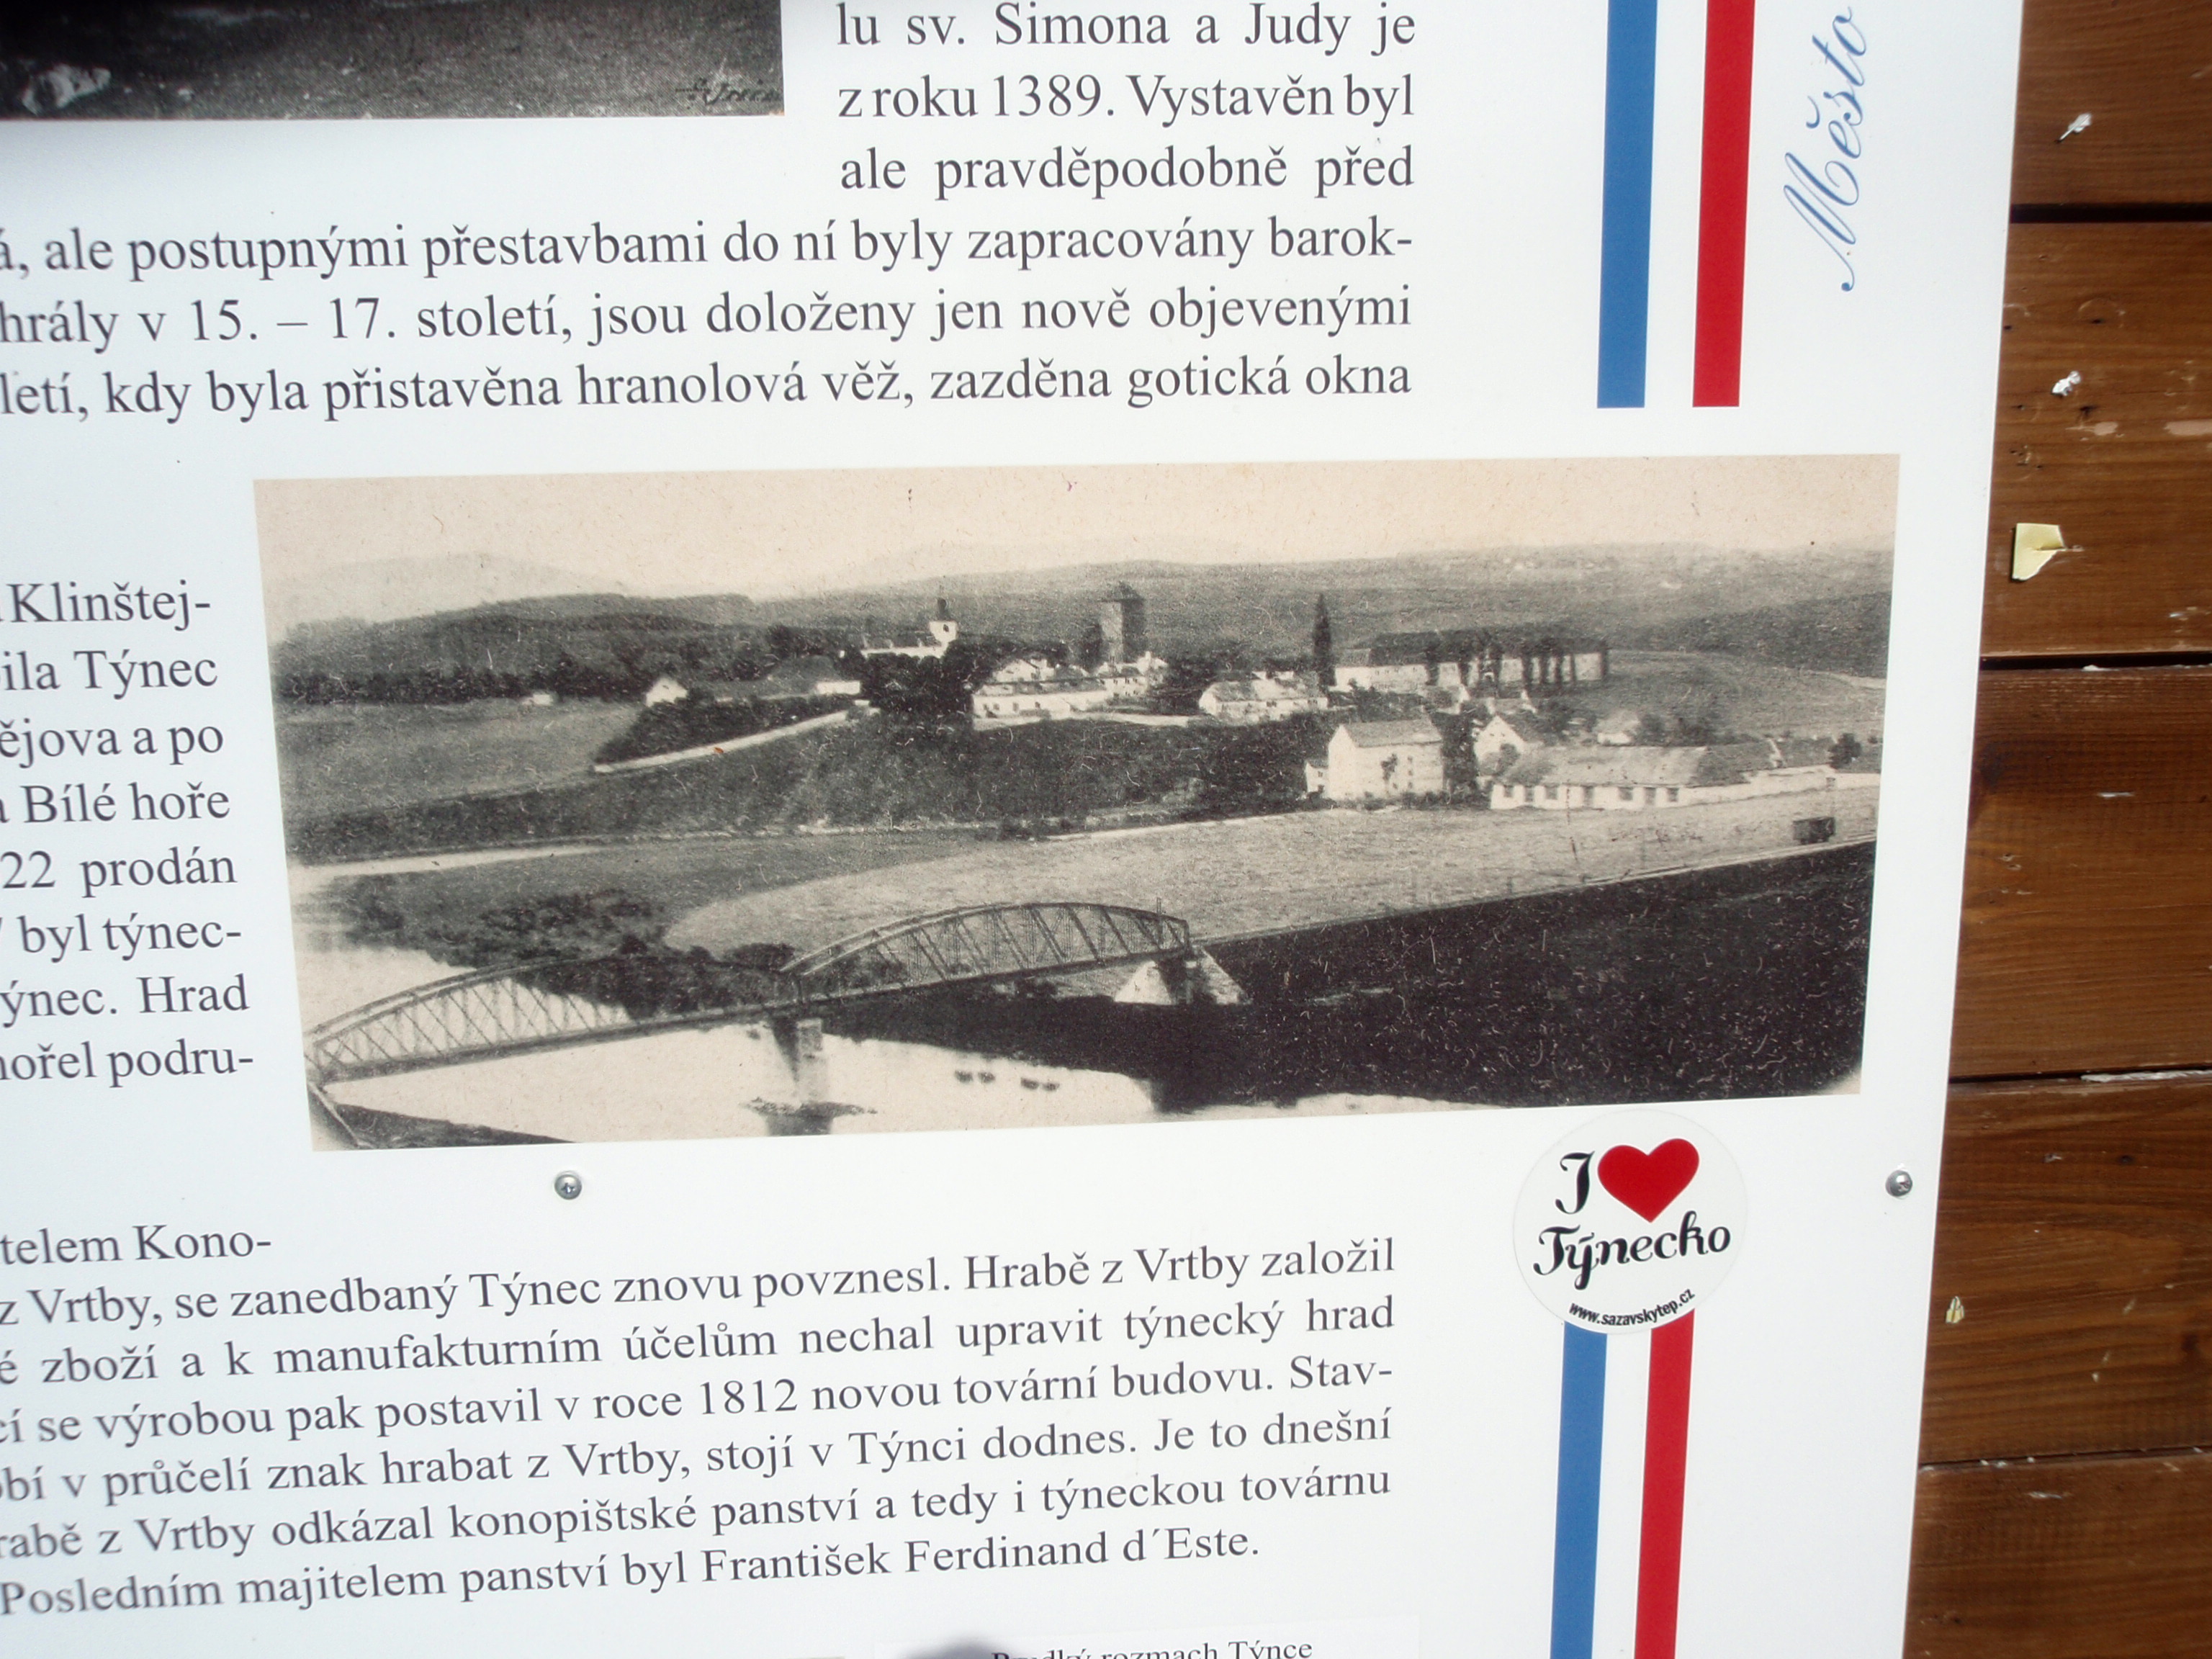 lu sv. Simona a Judy je
z roku 1389. Vystavěn byl
ale pravděpodobně před
ale postupnými přestavbami do ní byly zapracovány barok-
hrály v 15. – 17. století, jsou doloženy jen nově objevenými
letí, kdy byla přistavěna hranolová věž, zazděna gotická okna
Město
Klinštej-
ila Týnec
ějova a po
Bílé hoře
22 prodán
byl týnec-
ýnec. Hrad
hořel podru-
telem Kono-
z Vrtby, se zanedbaný Týnec znovu povznesl. Hrabě z Vrtby založil
é zboží a k manufakturním účelům nechal upravit týnecký hrad
cí se výrobou pak postavil v roce 1812 novou tovární budovu. Stav-
obí v průčelí znak hrabat z Vrtby, stojí v Týnci dodnes. Je to dnešní
rabě z Vrtby odkázal konopištské panství a tedy i týneckou továrnu
Posledním majitelem panství byl František Ferdinand d´Este.
I
Týnecko
www.sazavskytep.cz
rozmach Týnce